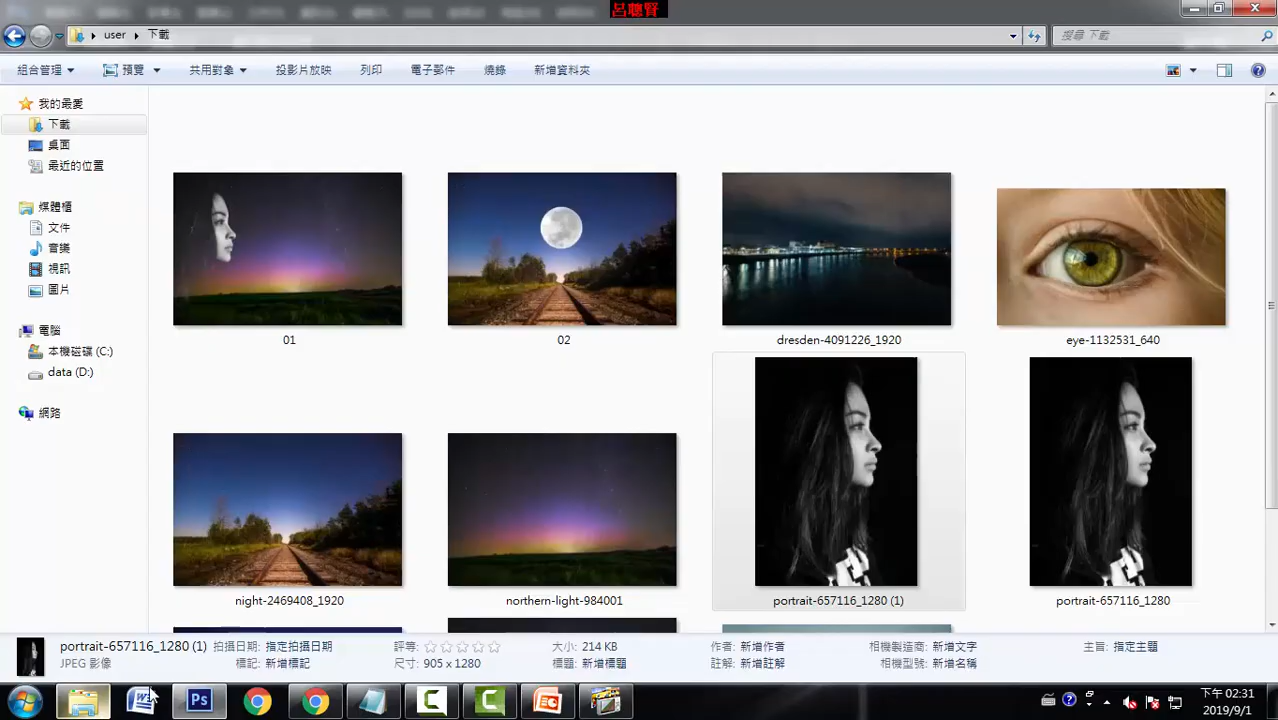 呂聰賢
user
下載
搜尋 下載
組合管理
預覽
共用對象
投影片放映
列印
電子郵件
燒錄
新增資料夾
我的最愛
下載
桌面
最近的位置
媒體櫃
文件
音樂
視訊
圖片
電腦
本機磁碟 (C:)
data (D:)
網路
01
02
dresden-4091226_1920
eye-1132531_640
night-2469408_1920
northern-light-984001
portrait-657116_1280 (1)
portrait-657116_1280
portrait-657116_1280 (1) 拍攝日期: 指定拍攝日期
評等:
大小: 214 KB
作者: 新增作者
相機製造商: 新增文字
主旨: 指定主題
JPEG 影像
標記: 新增標記
尺寸: 905 x 1280
標題: 新增標題
註解: 新增註解
相機型號: 新增名稱
Ps
下午 02:31
2019/9/1